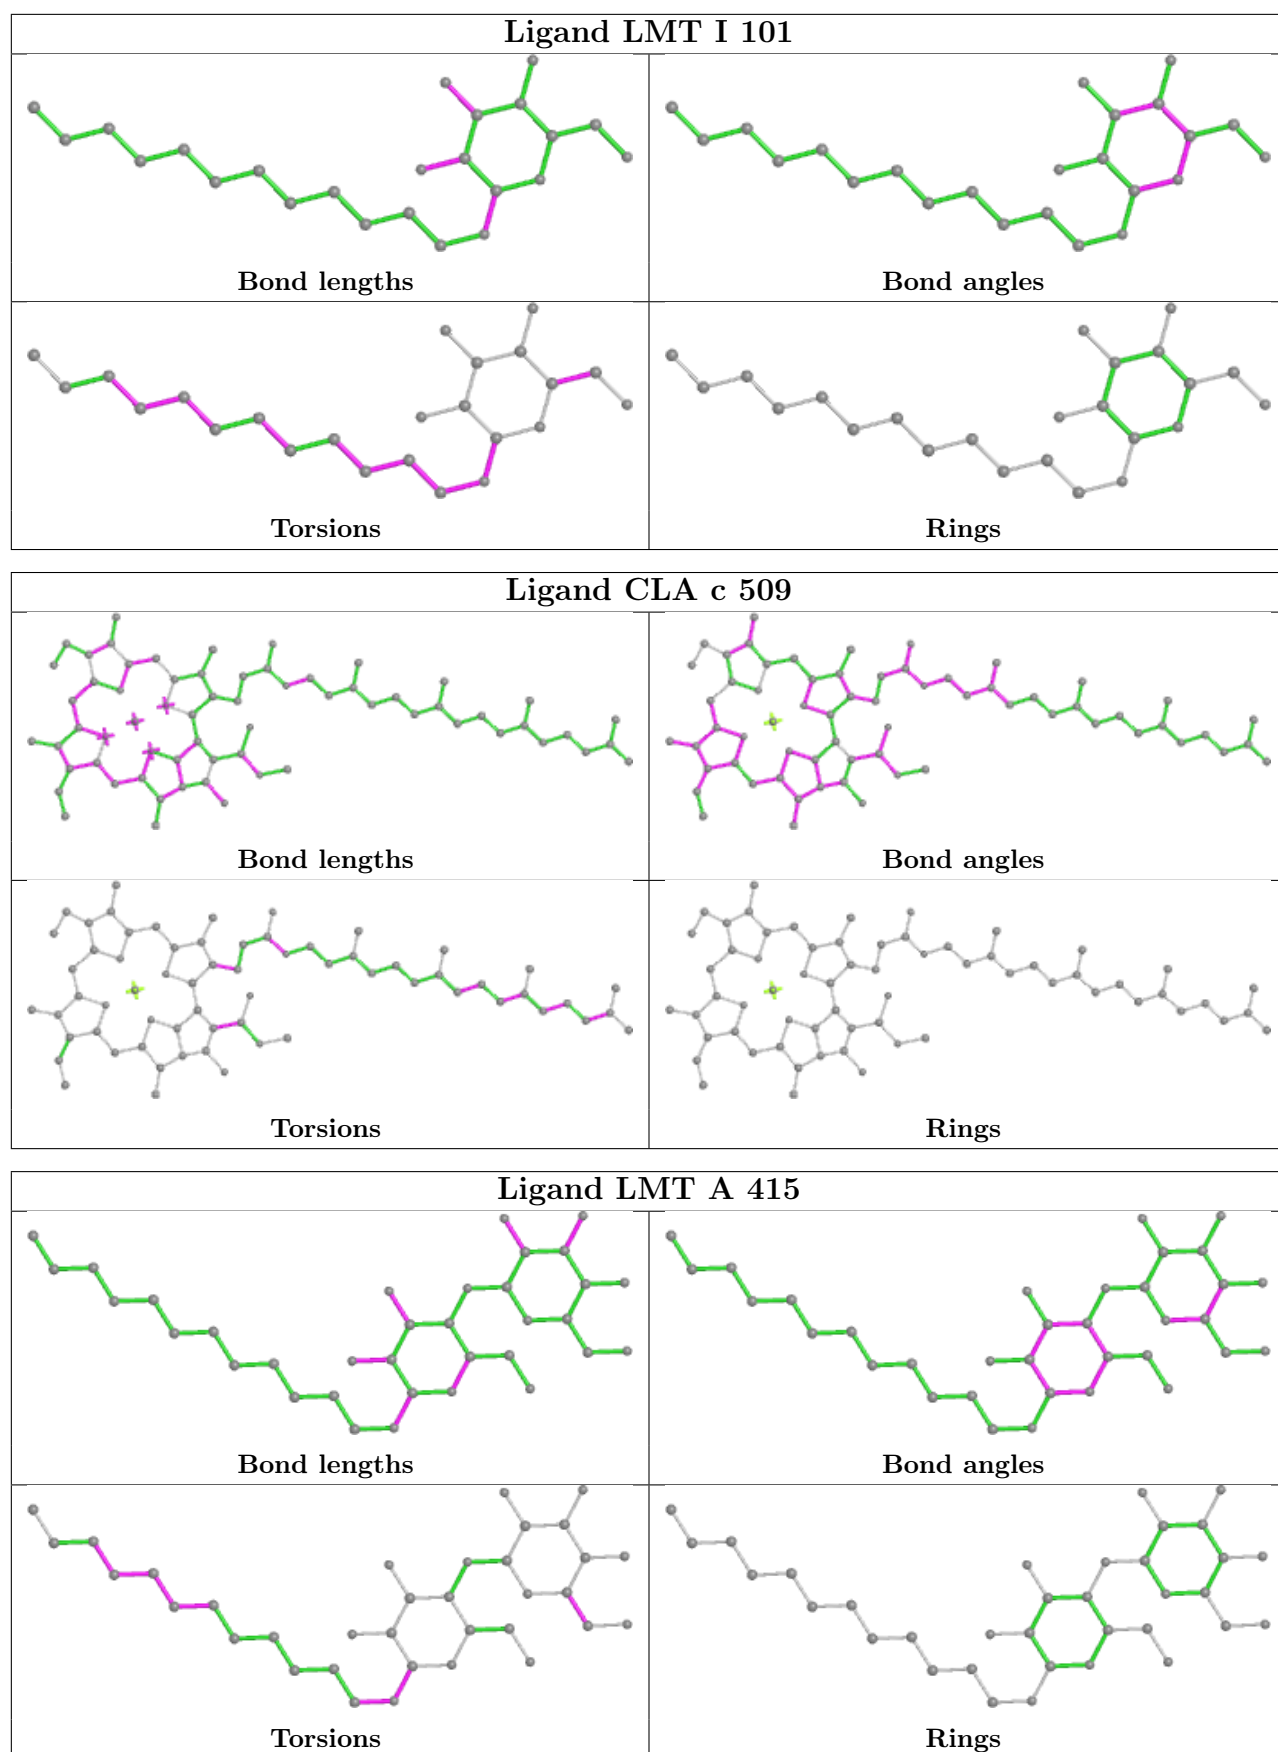 Ligand LMT I 101
Bond lengths
Bond angles
Torsions
Rings
Ligand CLA c 509
Bond lengths
Bond angles
Torsions
Rings
Ligand LMT A 415
Bond lengths
Bond angles
Torsions
Rings